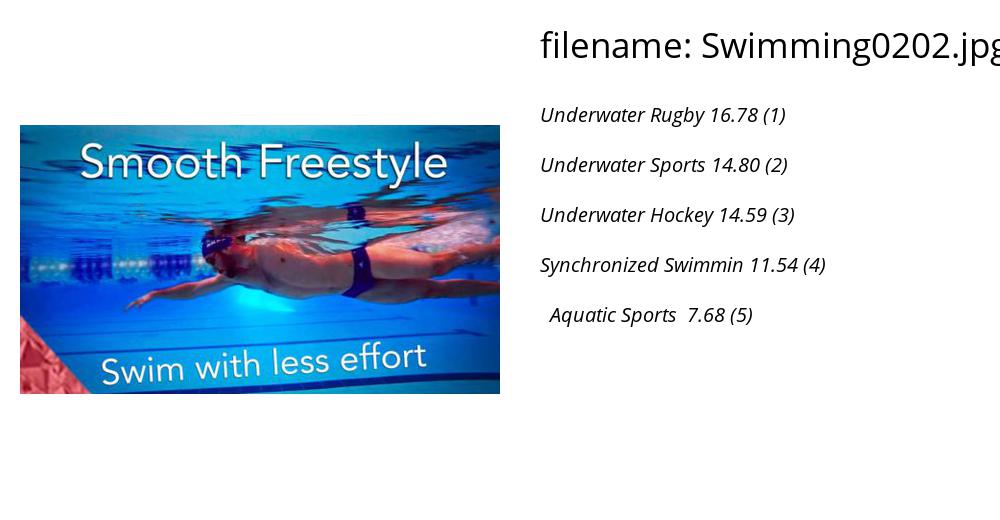 filename: Swimming0202.jpg
Underwater Rugby 16.78 (1)
Underwater Sports 14.80 (2)
Underwater Hockey 14.59 (3)
Synchronized Swimmin 11.54 (4)
Aquatic Sports 7.68 (5)
Smooth Freestyle
Swim with less effort